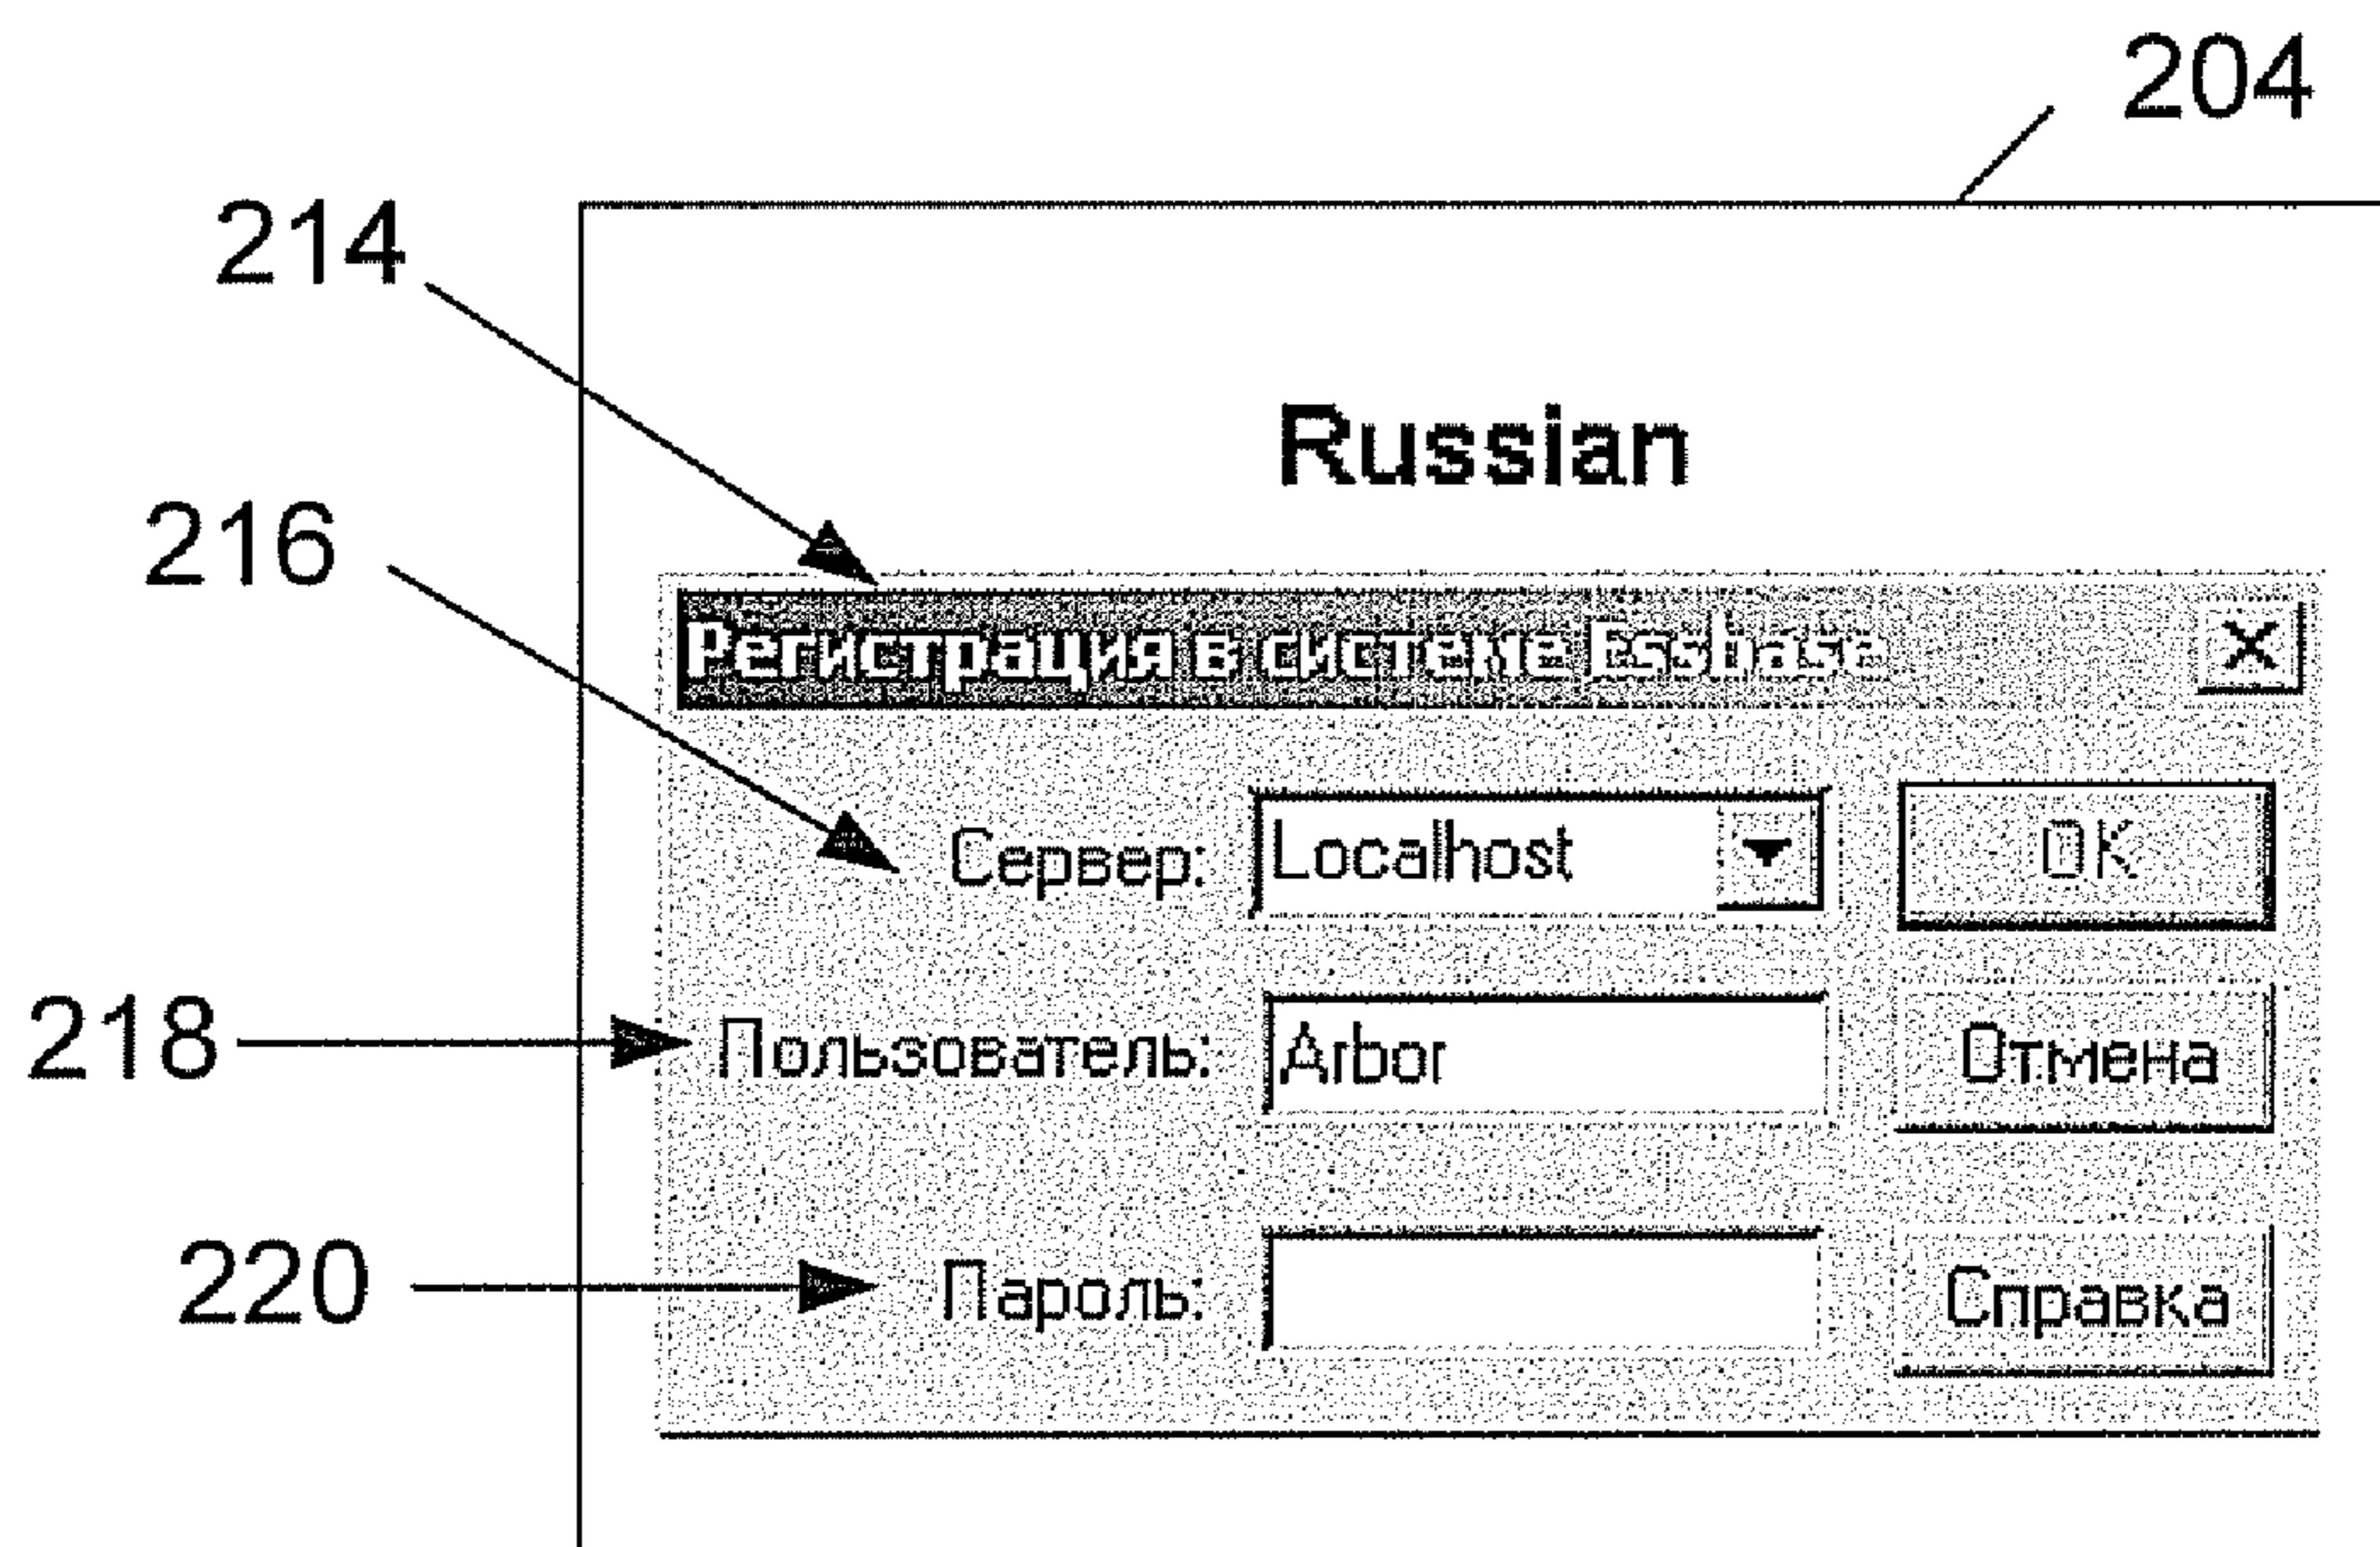 204
214
Russian
216
Регистрация в системе Essbase
Сервер: Localhost OK
218 Пользователь: Arbor Отмена
220 Пароль: Справка